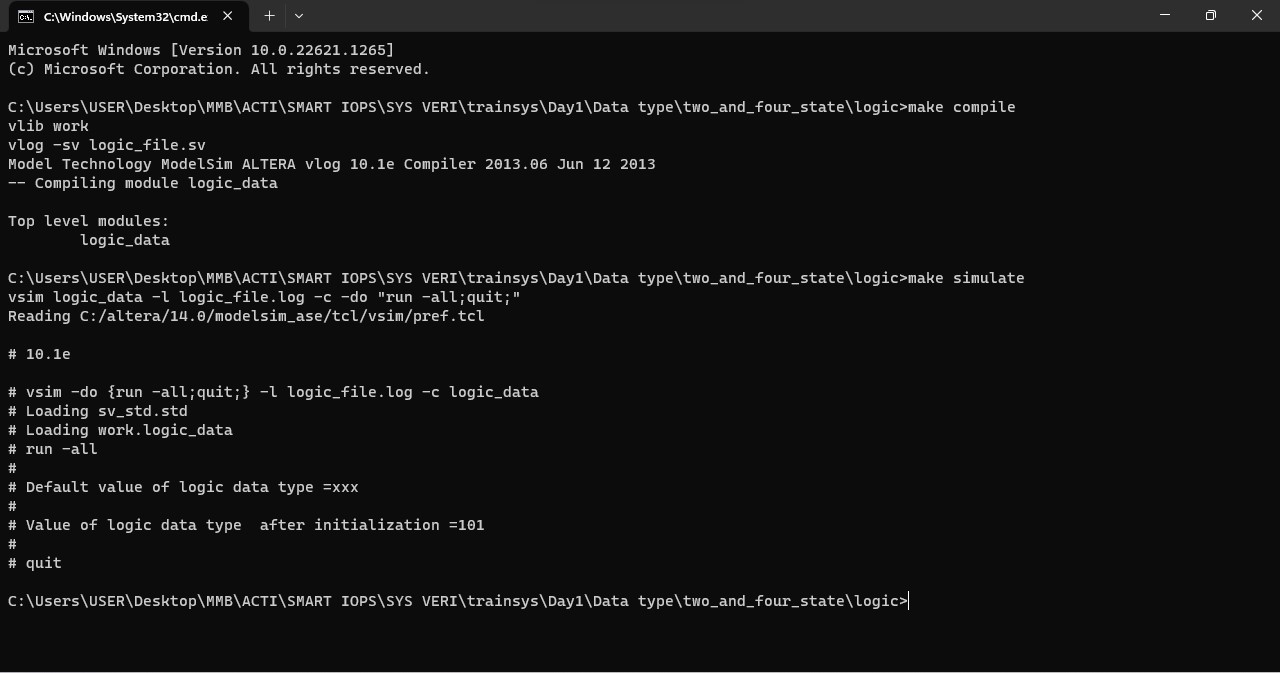 C:\Windows\System32\cmd.e
Microsoft Windows [Version 10.0.22621.1265]
(c) Microsoft Corporation. All rights reserved.
C:\Users\USER\Desktop\MMB\ACTI\SMART IOPS\SYS VERI\trainsys\Day1\Data type\two_and_four_state\logic>make compile
vlib work
vlog -sv logic_file.sv
Model Technology ModelSim ALTERA vlog 10.1e Compiler 2013.06 Jun 12 2013
-- Compiling module logic_data
Top level modules:
        logic_data
C:\Users\USER\Desktop\MMB\ACTI\SMART IOPS\SYS VERI\trainsys\Day1\Data type\two_and_four_state\logic>make simulate
vsim logic_data -l logic_file.log -c -do "run -all;quit;"
Reading C:/altera/14.0/modelsim_ase/tcl/vsim/pref.tcl
# 10.1e
# vsim -do {run -all;quit;} -l logic_file.log -c logic_data
# Loading sv_std.std
# Loading work.logic_data
# run -all
#
# Default value of logic data type =xxx
#
# Value of logic data type  after initialization =101
#
# quit
C:\Users\USER\Desktop\MMB\ACTI\SMART IOPS\SYS VERI\trainsys\Day1\Data type\two_and_four_state\logic>